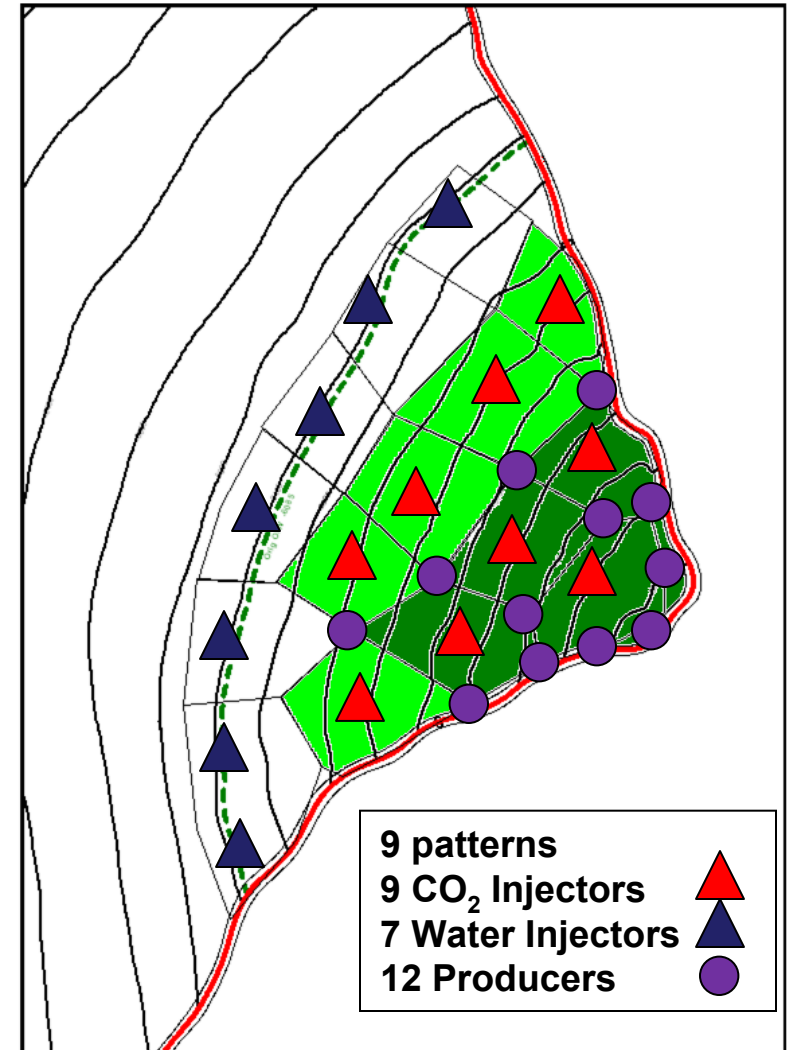 9 patterns
9 CO₂ Injectors
7 Water Injectors
12 Producers